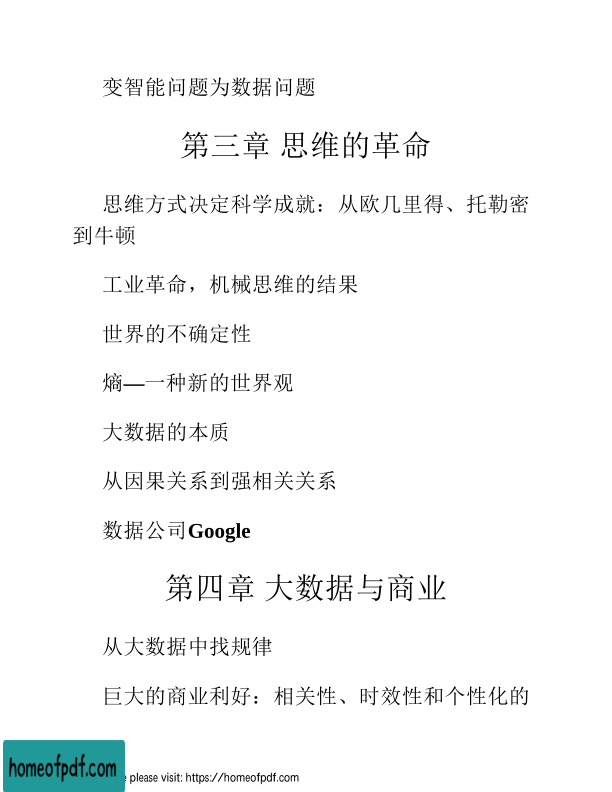 变智能问题为数据问题
第三章 思维的革命
思维方式决定科学成就：从欧几里得、托勒密
到牛顿
工业革命，机械思维的结果
世界的不确定性
熵—一种新的世界观
大数据的本质
从因果关系到强相关关系
数据公司Google
第四章 大数据与商业
从大数据中找规律
巨大的商业利好：相关性、时效性和个性化的
homeofpdf.com
please visit: https://homeofpdf.com